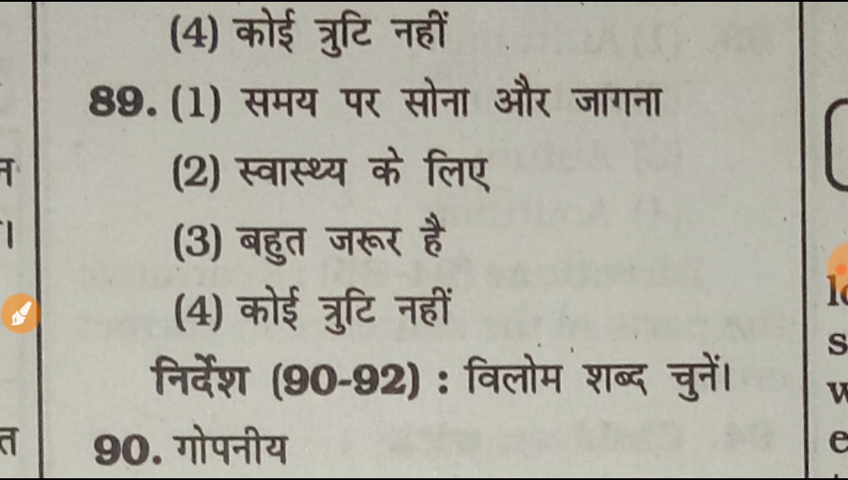 (4) कोई त्रुटि नहीं
89. (1) समय पर सोना और जागना
(2) स्वास्थ्य के लिए
(3) बहुत जरूर है
(4) कोई त्रुटि नहीं
निर्देश (90-92) : विलोम शब्द चुनें।
90. गोपनीय